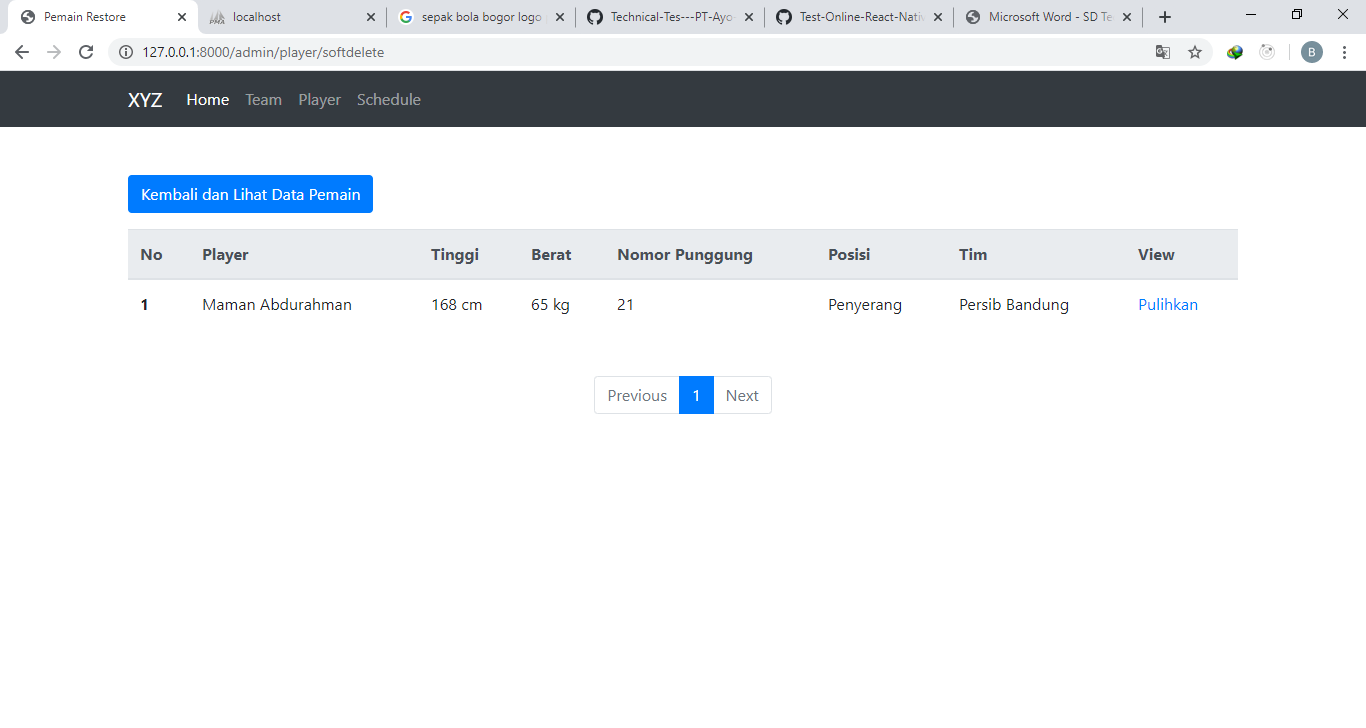 Pemain Restore
localhost
sepak bola bogor logo
Technical-Tes---PT-Ayo-
Test-Online-React-Nativ
Microsoft Word - SD Te
127.0.0.1:8000/admin/player/softdelete
B
XYZ Home Team Player Schedule
Kembali dan Lihat Data Pemain
No Player Tinggi Berat Nomor Punggung Posisi Tim View
1 Maman Abdurahman 168 cm 65 kg 21 Penyerang Persib Bandung Pulihkan
Previous 1 Next